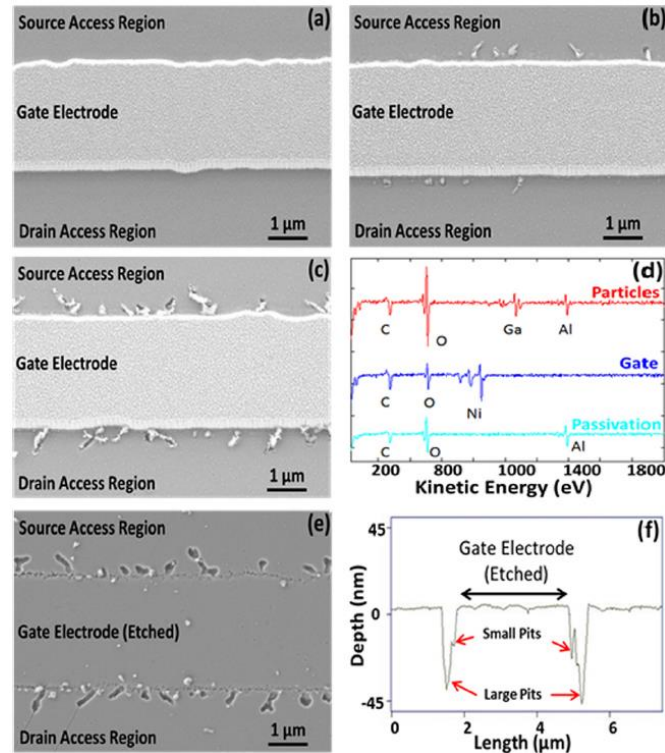 Source Access Region
(a)
Gate Electrode
Drain Access Region
1 µm
Source Access Region
(b)
Gate Electrode
Drain Access Region
1 µm
Source Access Region
(c)
Gate Electrode
Drain Access Region
1 µm
(d)
Particles
C
O
Ga
Al
Gate
C
O
Ni
Passivation
C
O
Al
200 600 800 1000 1400 1800
Kinetic Energy (eV)
Source Access Region
(e)
Gate Electrode (Etched)
Drain Access Region
1 µm
(f)
45
Gate Electrode
(Etched)
0
Small Pits
Large Pits
-45
Depth (nm)
0 2 4 6
Length (µm)